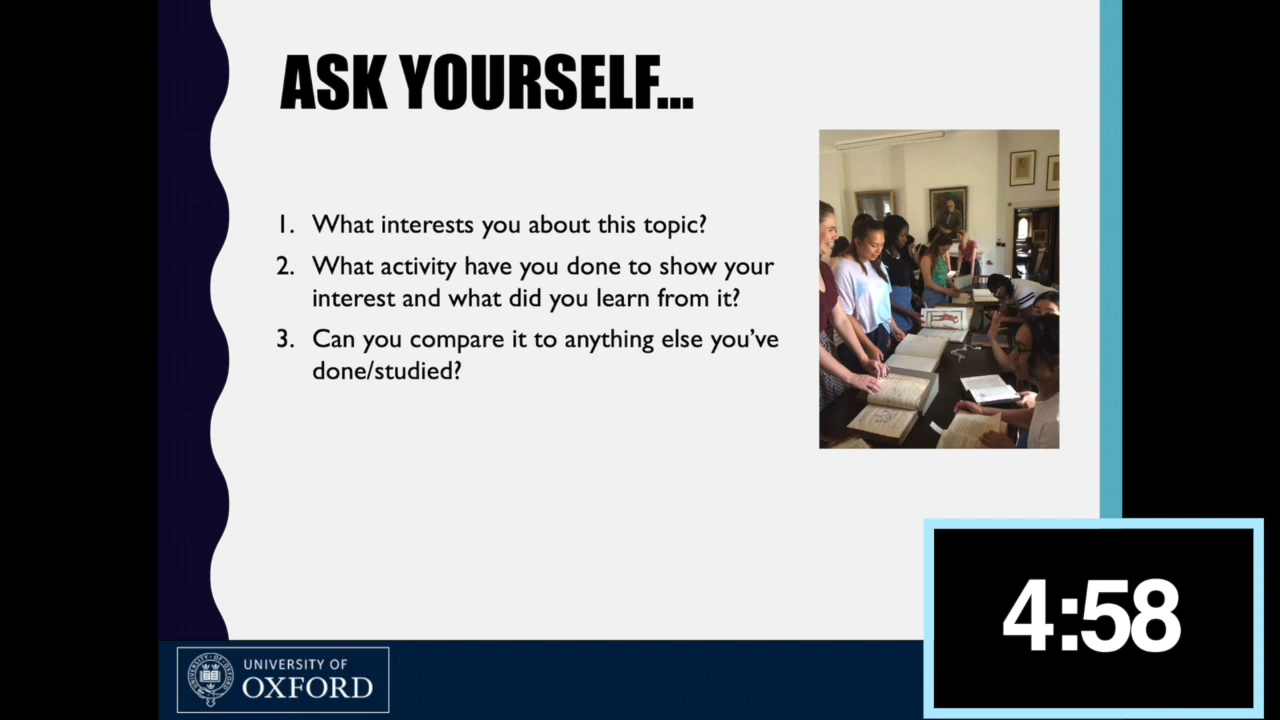 ASK YOURSELF...
1. What interests you about this topic?
2. What activity have you done to show your
interest and what did you learn from it?
3. Can you compare it to anything else you've
done/studied?
UNIVERSITY OF
OXFORD
4:58